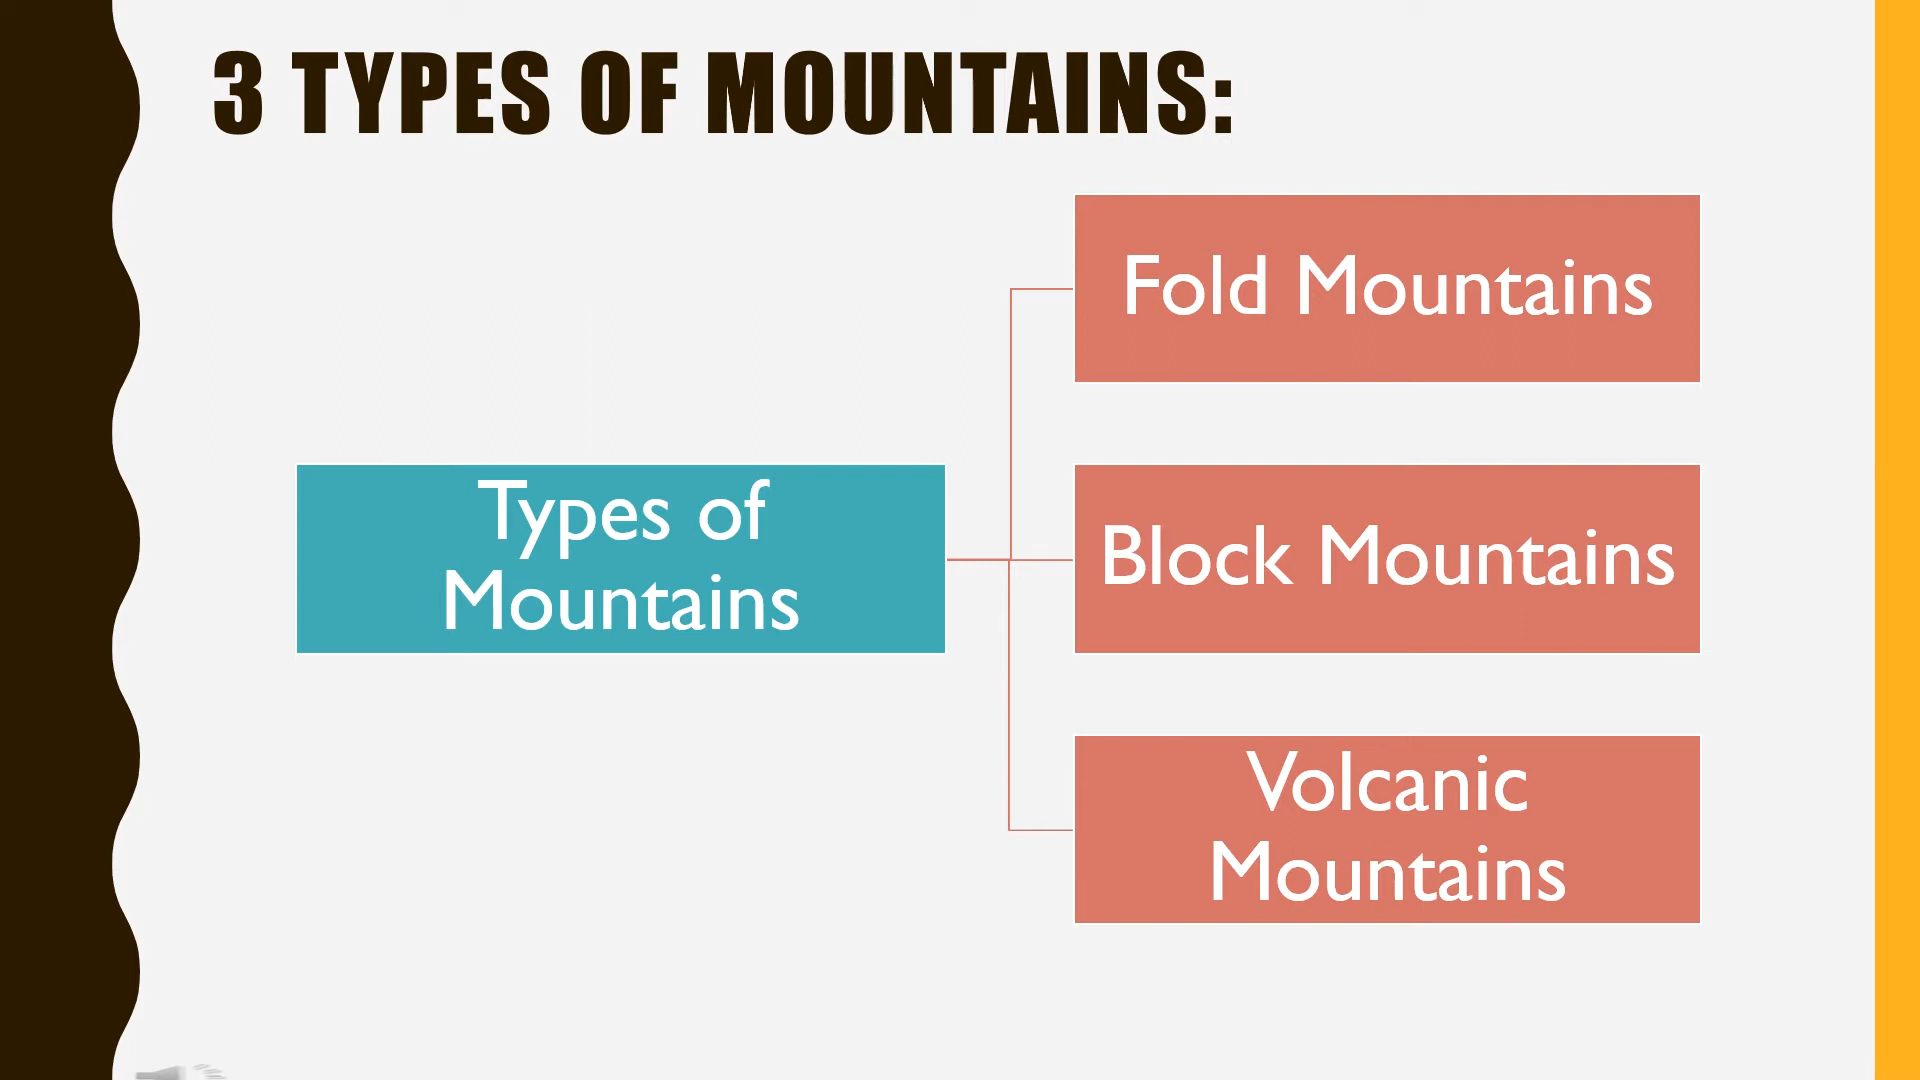 3 TYPES OF MOUNTAINS:
Types of
Mountains
Fold Mountains
Block Mountains
Volcanic
Mountains